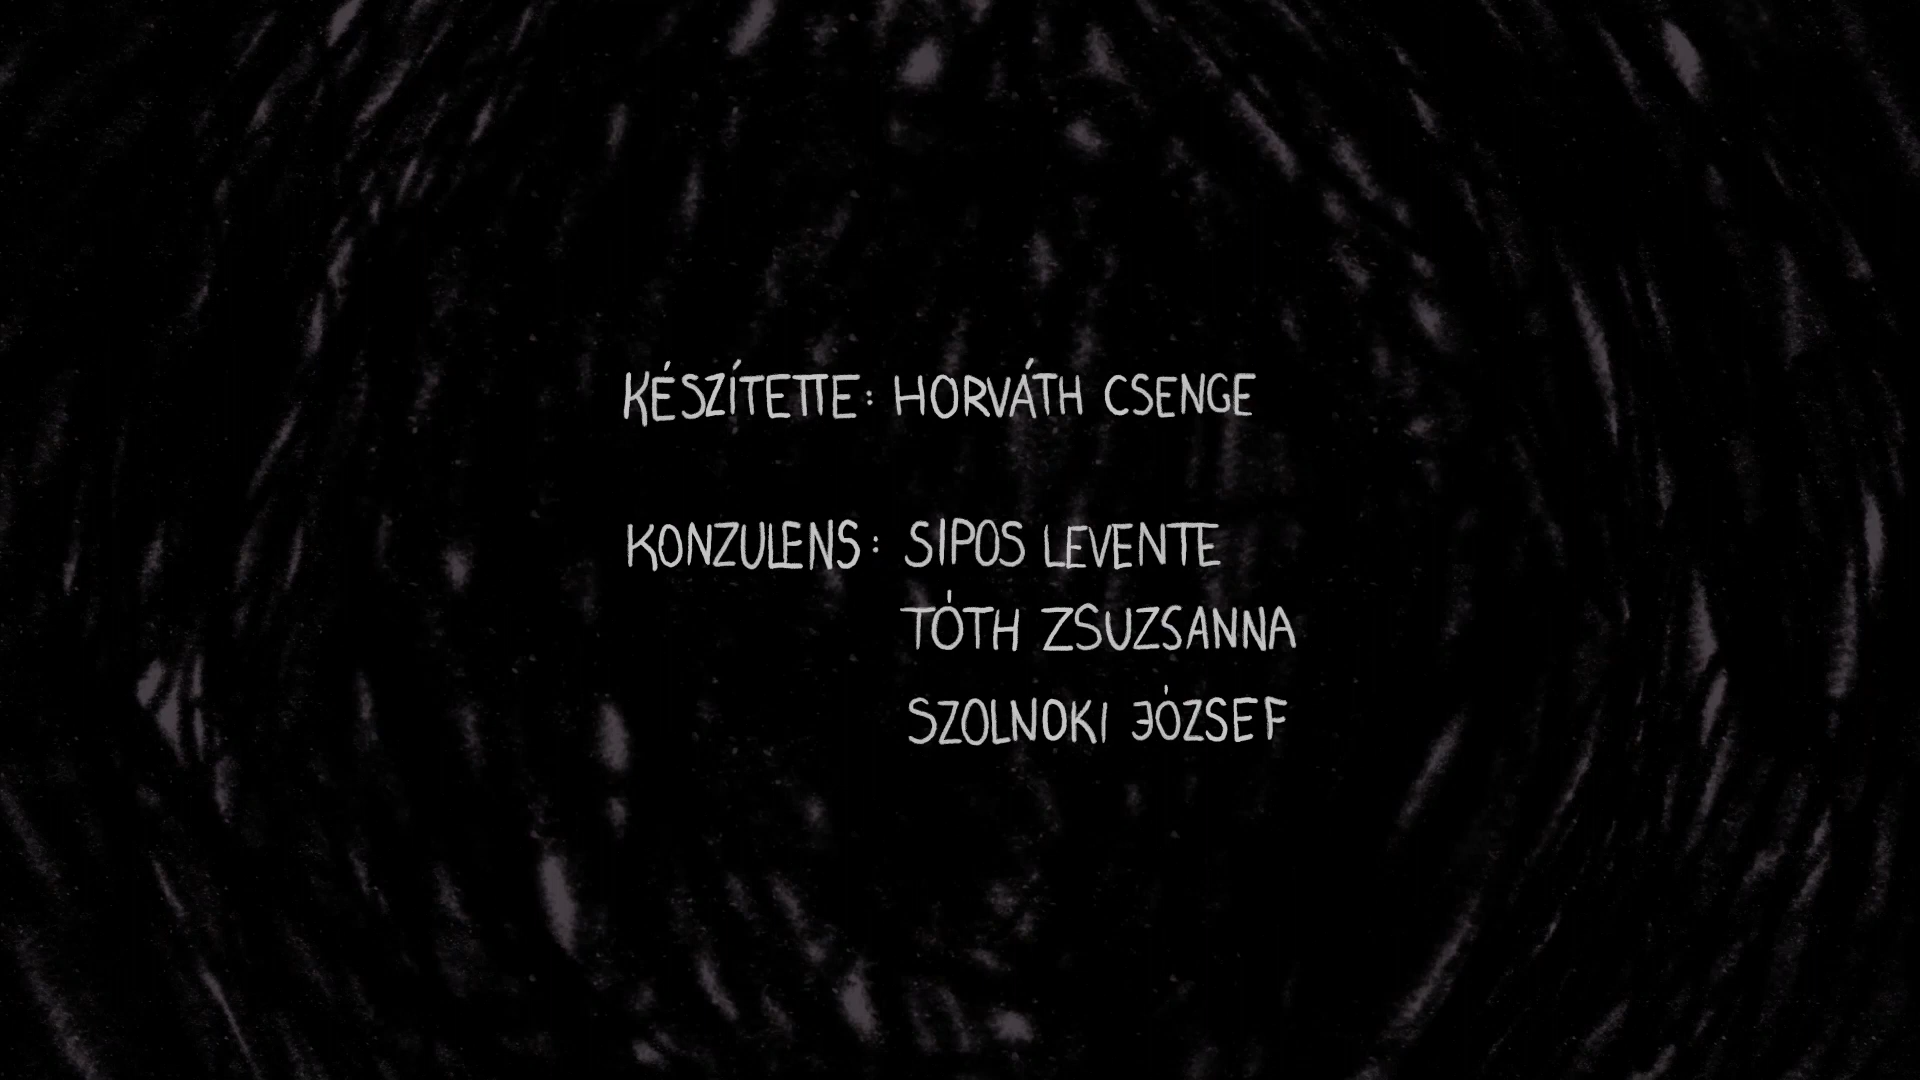 KÉSZÍTETTE: HORVÁTH CSENGE
KONZULENS: SIPOS LEVENTE
TÓTH ZSUZSANNA
SZOLNOKI JÓZSEF